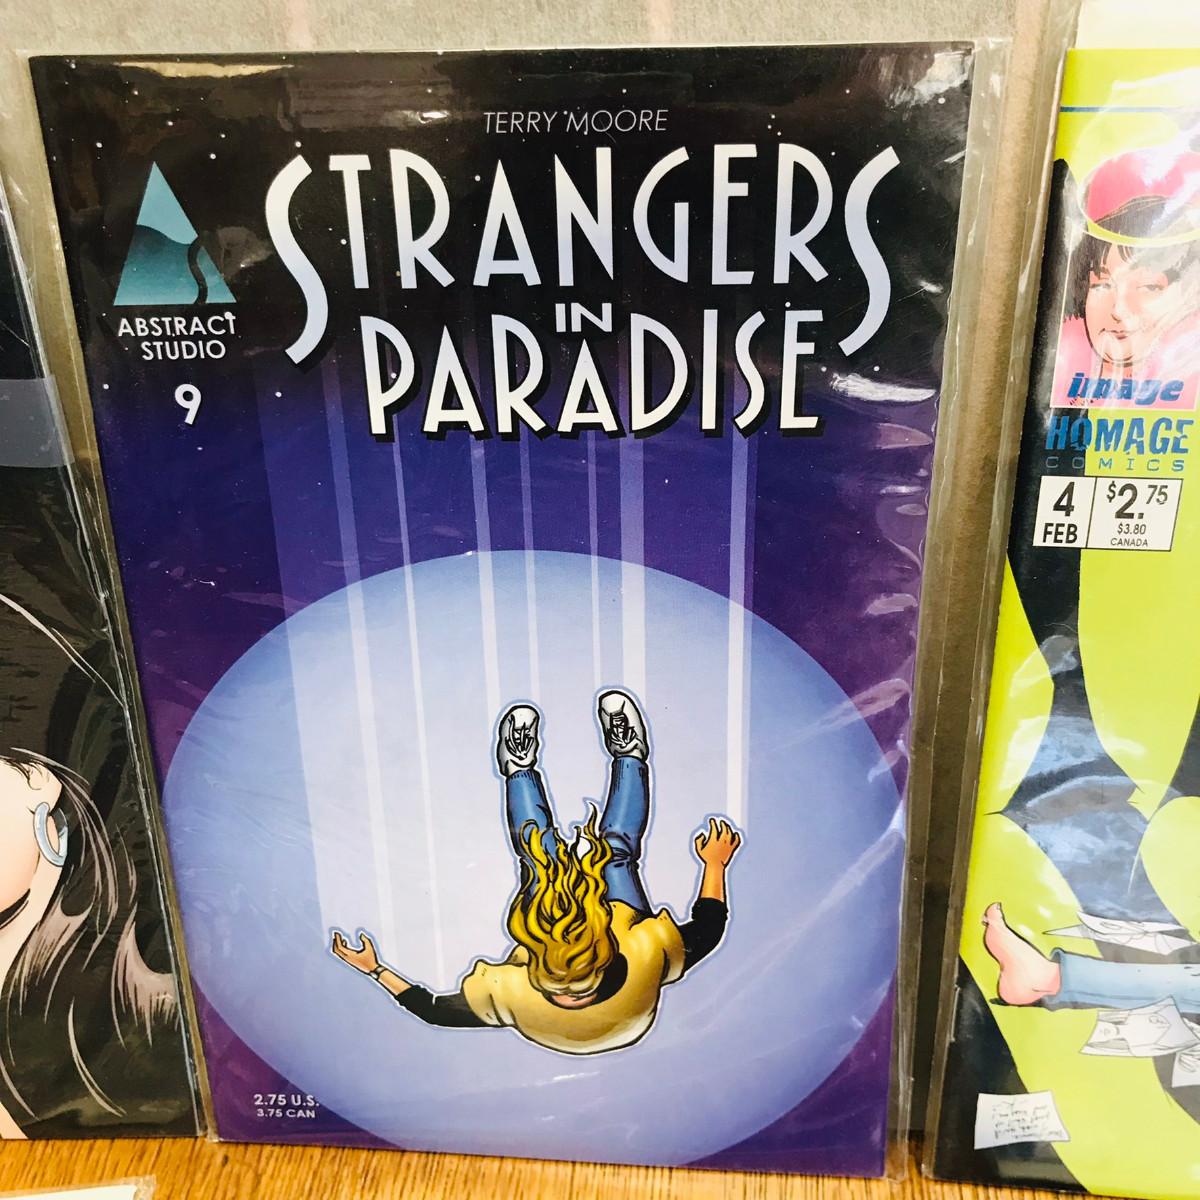 TERRY MOORE
STRANGERS
IN
PARADISE
ABSTRACT
STUDIO
9
2.75 U.S.
3.75 CAN
image
HOMAGE
COMICS
4
FEB
$2.75
$3.80
CANADA